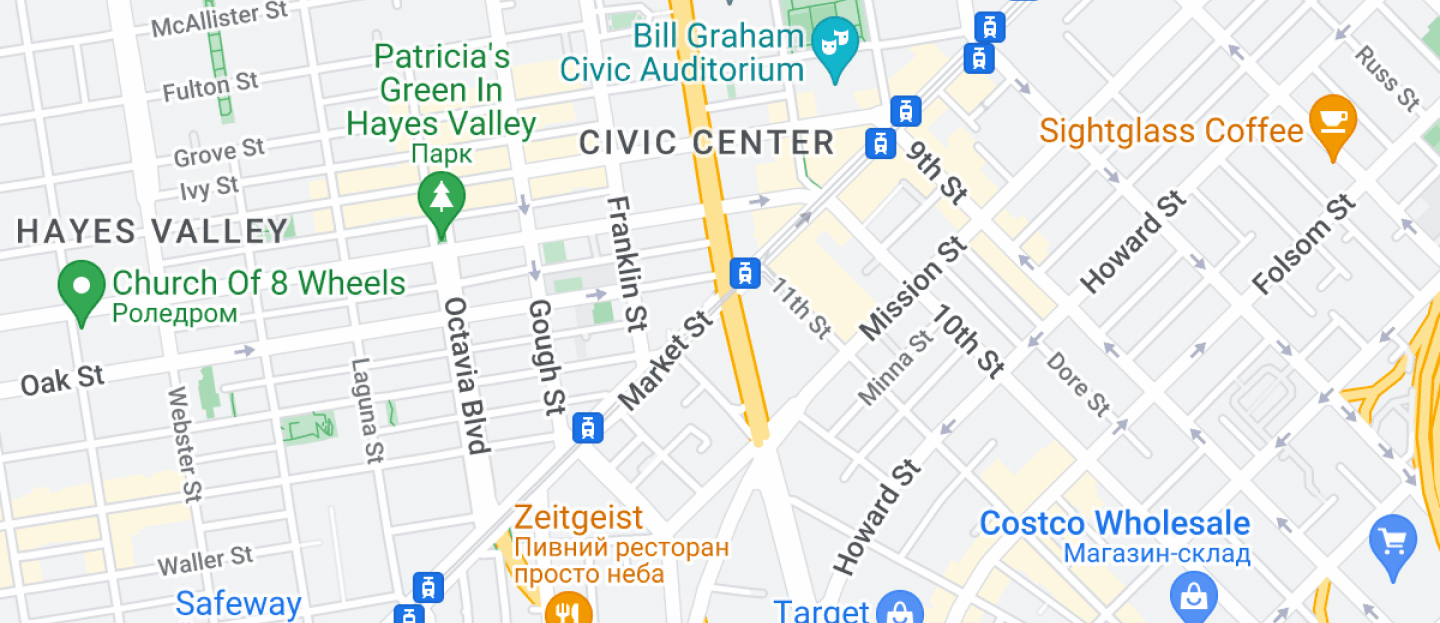 McAllister St
Bill Graham
Civic Auditorium
Patricia's
Green In
Hayes Valley
Парк
Fulton St
Russ St
Sightglass Coffee
CIVIC CENTER
Grove St
Ivy St
9th St
HAYES VALLEY
Franklin St
Howard St
Folsom St
Church Of 8 Wheels
Роледром
11th St
Mission St
Octavia Blvd
Gough St
Market St
Minna St
10th St
Dore St
Oak St
Webster St
Laguna St
Howard St
Zeitgeist
Пивний ресторан
просто неба
Costco Wholesale
Магазин-склад
Waller St
Safeway
Target